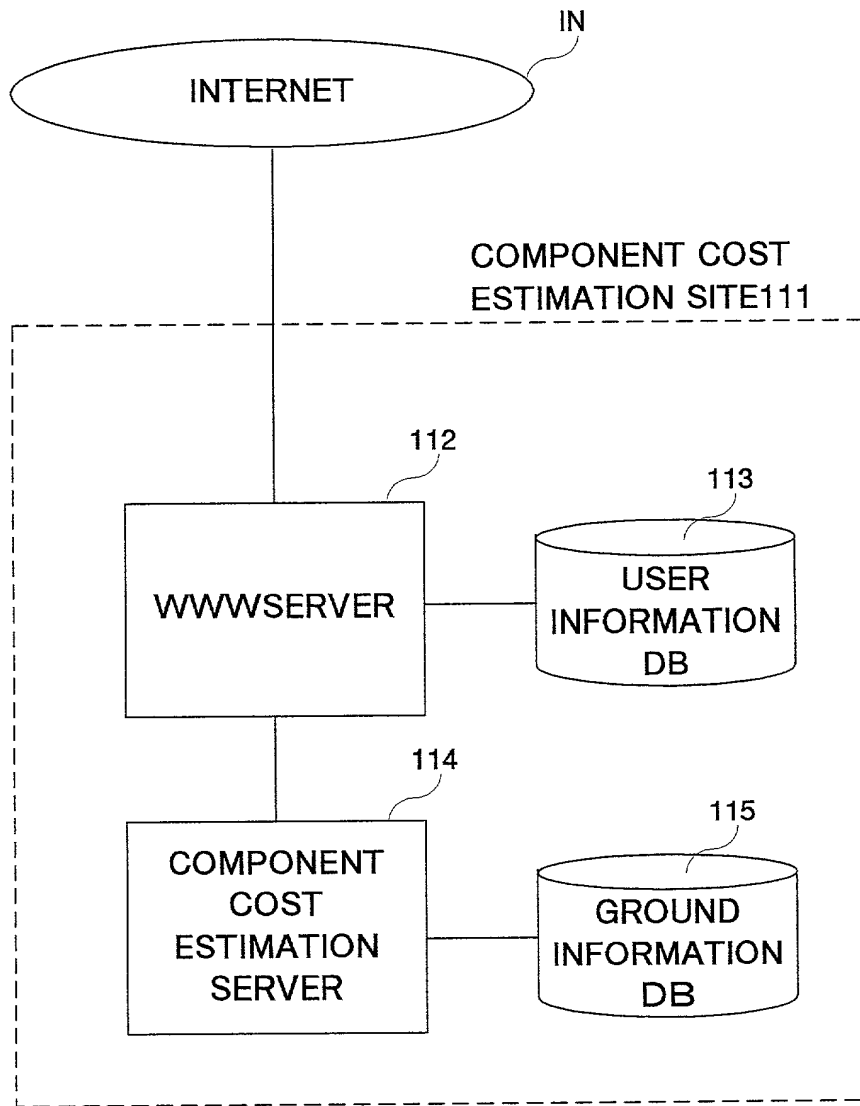 IN
INTERNET
COMPONENT COST
ESTIMATION SITE111
112
113
WWWSERVER
USER
INFORMATION
DB
114
115
COMPONENT
COST
ESTIMATION
SERVER
GROUND
INFORMATION
DB